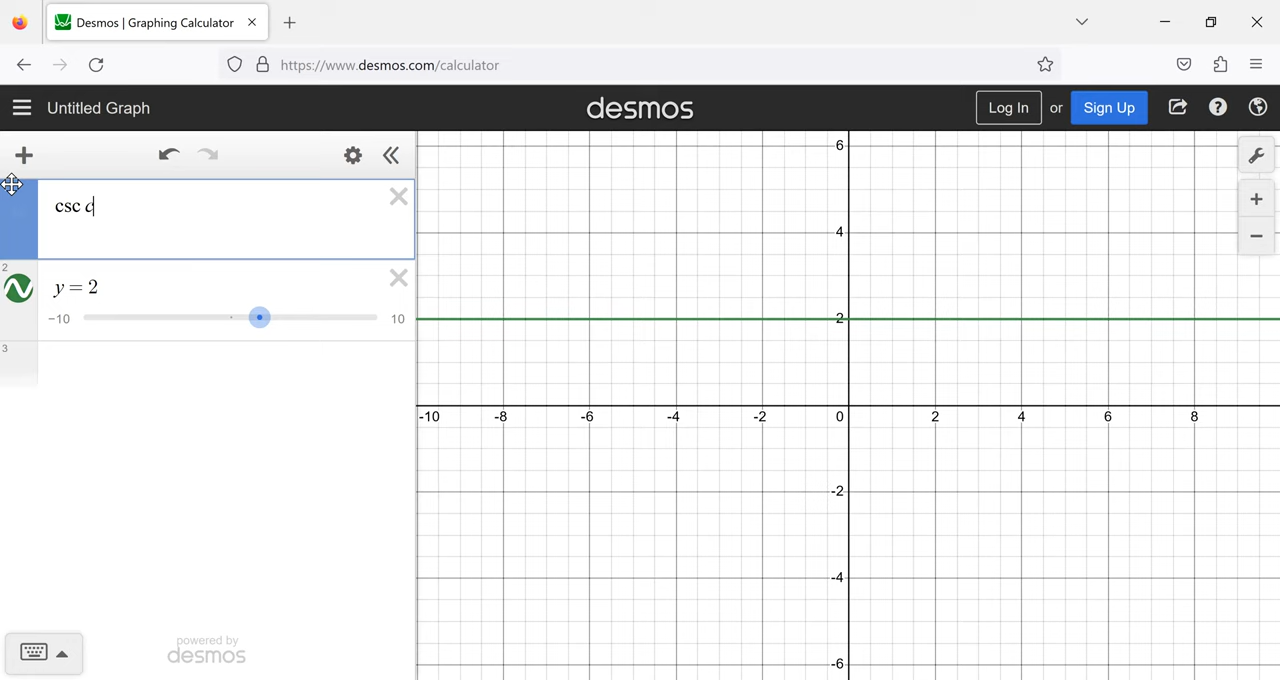 Desmos | Graphing Calculator
https://www.desmos.com/calculator
Untitled Graph
desmos
Log In or Sign Up
csc c
2
y = 2
−10 10
3
powered by
desmos
6
4
2
-10 -8 -6 -4 -2 0 2 4 6 8
-2
-4
-6